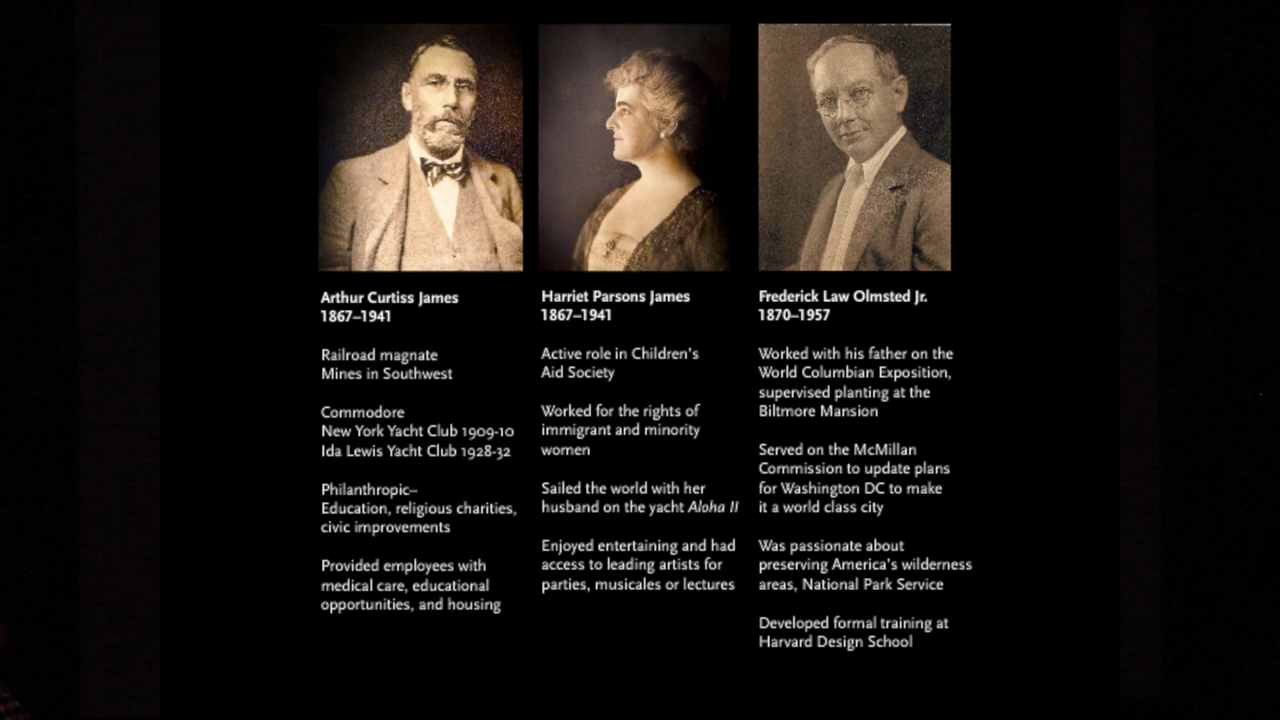 Arthur Curtiss James
1867–1941
Railroad magnate
Mines in Southwest
Commodore
New York Yacht Club 1909-10
Ida Lewis Yacht Club 1928-32
Philanthropic–
Education, religious charities,
civic improvements
Provided employees with
medical care, educational
opportunities, and housing
Harriet Parsons James
1867–1941
Active role in Children's
Aid Society
Worked for the rights of
immigrant and minority
women
Sailed the world with her
husband on the yacht Aloha II
Enjoyed entertaining and had
access to leading artists for
parties, musicales or lectures
Frederick Law Olmsted Jr.
1870–1957
Worked with his father on the
World Columbian Exposition,
supervised planting at the
Biltmore Mansion
Served on the McMillan
Commission to update plans
for Washington DC to make
it a world class city
Was passionate about
preserving America's wilderness
areas, National Park Service
Developed formal training at
Harvard Design School